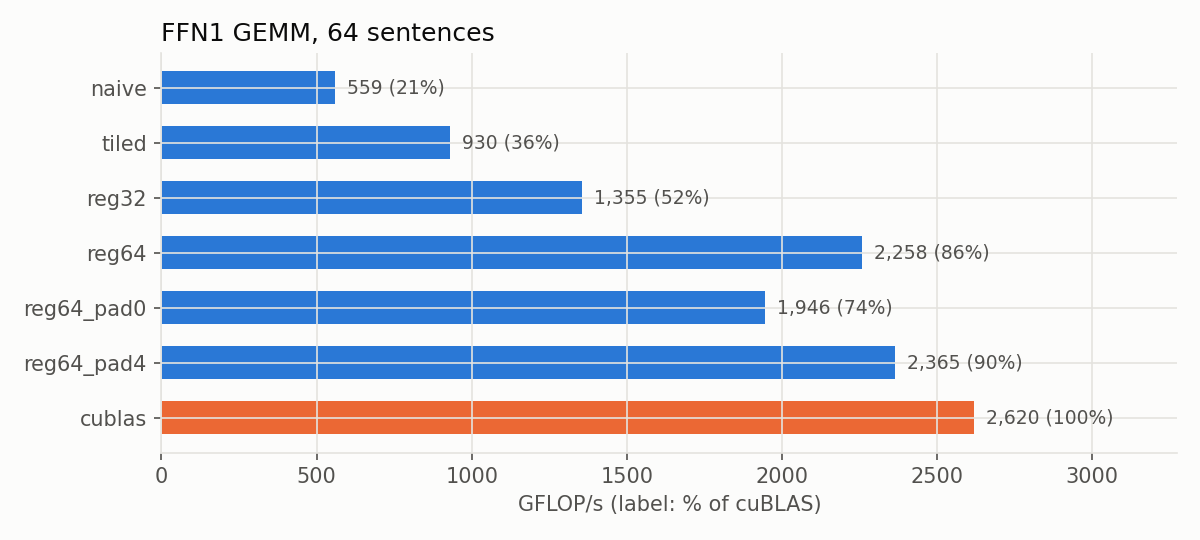 FFN1 GEMM, 64 sentences
naive 559 (21%)
tiled 930 (36%)
reg32 1,355 (52%)
reg64 2,258 (86%)
reg64_pad0 1,946 (74%)
reg64_pad4 2,365 (90%)
cublas 2,620 (100%)
0 500 1000 1500 2000 2500 3000
GFLOP/s (label: % of cuBLAS)